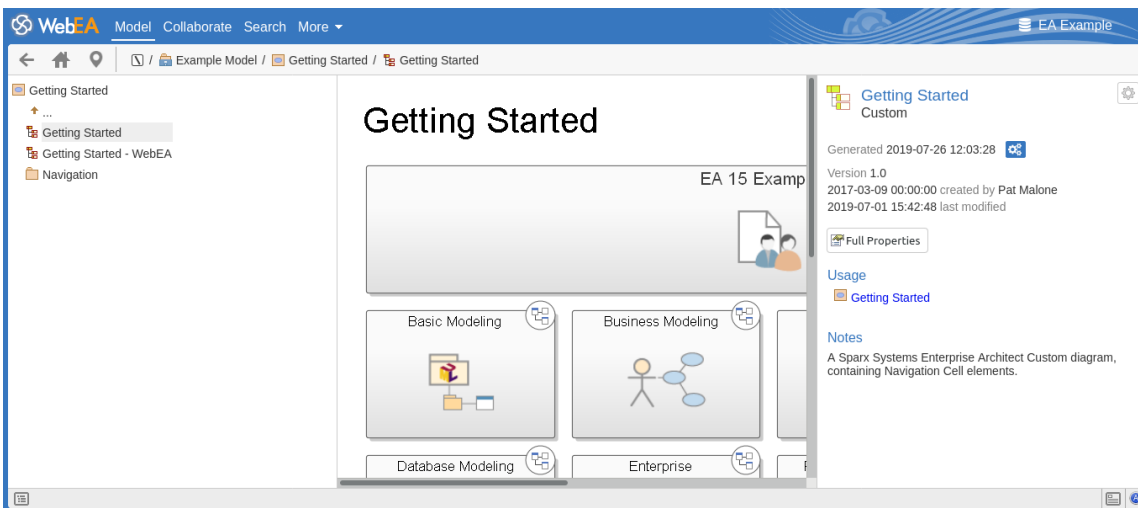 WebEA Model Collaborate Search More
EA Example
/ Example Model / Getting Started / Getting Started
Getting Started
...
Getting Started
Getting Started - WebEA
Navigation
Getting Started
EA 15 Examp
Basic Modeling
Business Modeling
Database Modeling
Enterprise
Getting Started
Custom
Generated 2019-07-26 12:03:28
Version 1.0
2017-03-09 00:00:00 created by Pat Malone
2019-07-01 15:42:48 last modified
Full Properties
Usage
Getting Started
Notes
A Sparx Systems Enterprise Architect Custom diagram,
containing Navigation Cell elements.